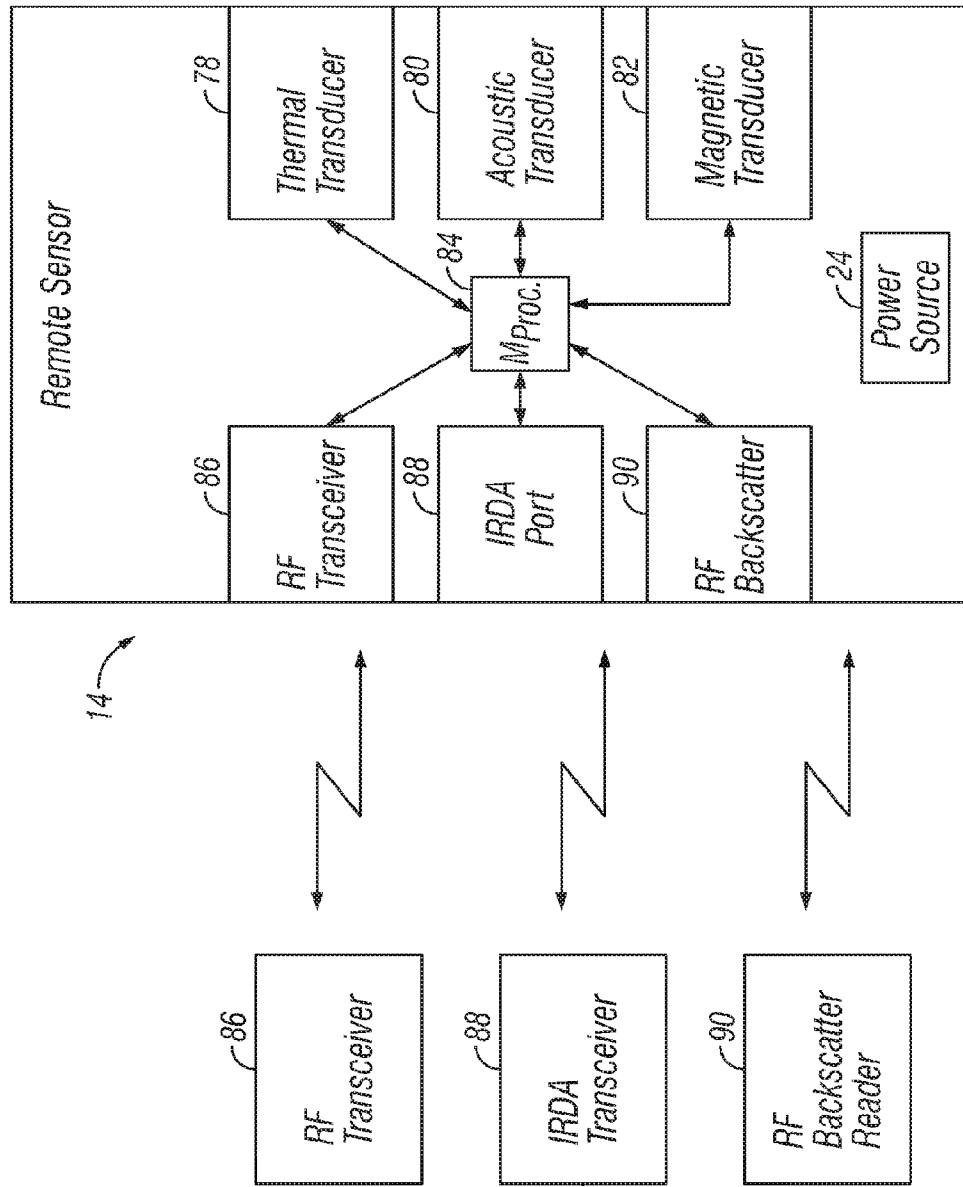 14
Remote Sensor
86
RF
Transceiver
86
RF
Transceiver
84
MProc.
78
Thermal
Transducer
88
IRDA
Transceiver
88
IRDA
Port
80
Acoustic
Transducer
90
RF
Backscatter
Reader
90
RF
Backscatter
82
Magnetic
Transducer
24
Power
Source